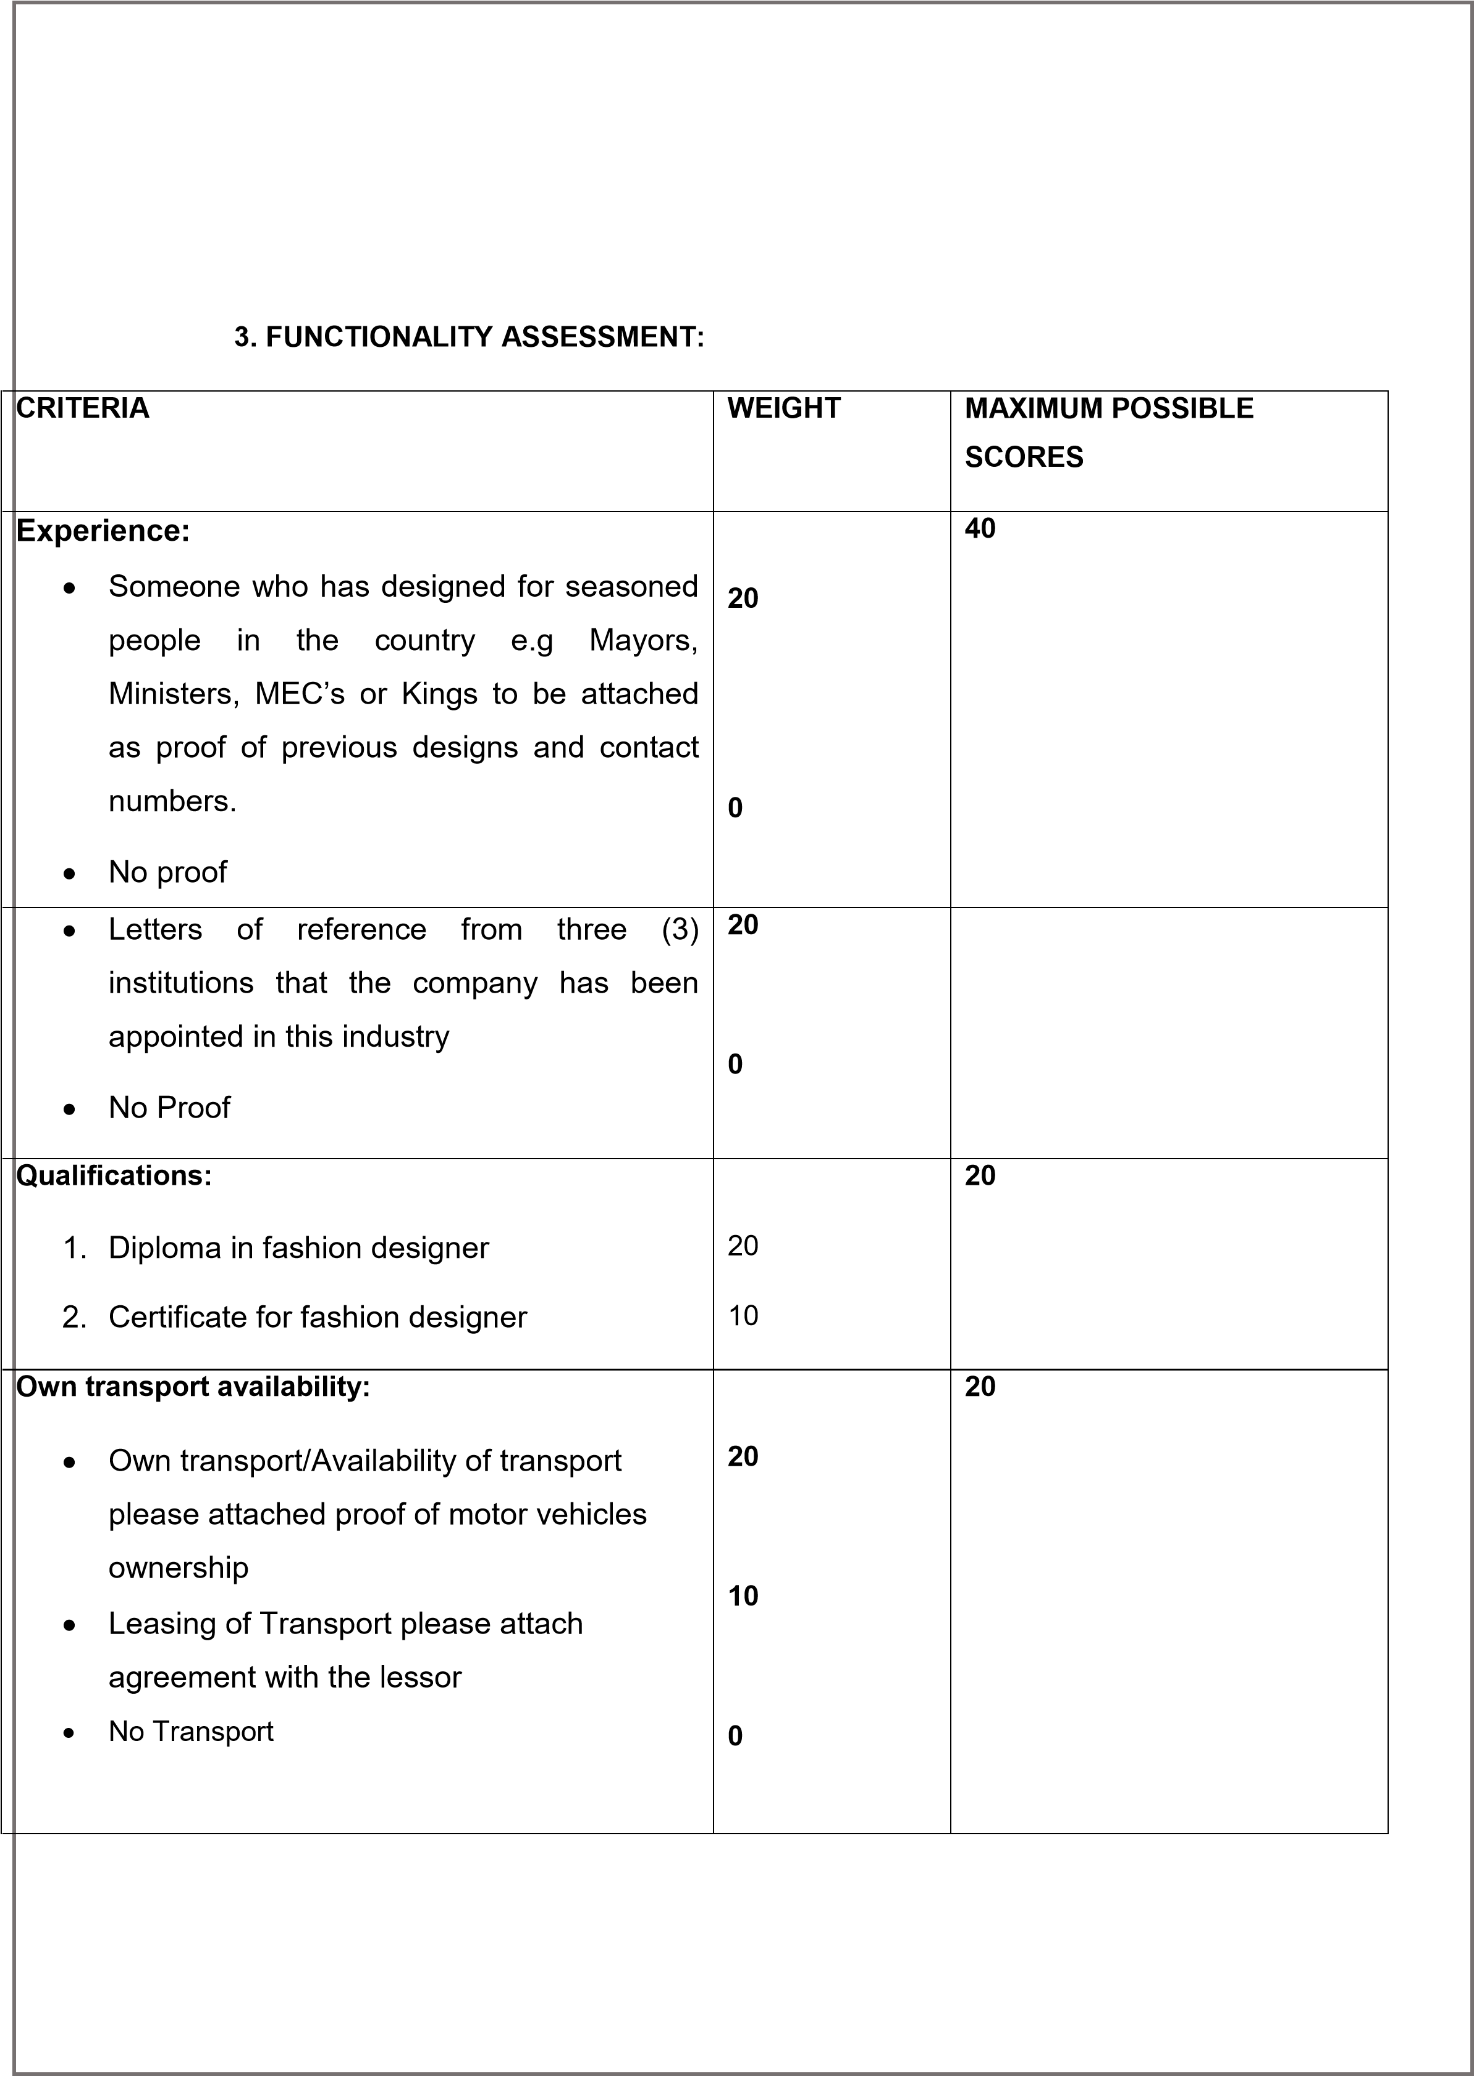 3. FUNCTIONALITY ASSESSMENT:
CRITERIA
WEIGHT
MAXIMUM POSSIBLE
SCORES
Experience:
40
• Someone who has designed for seasoned
people in the country e.g Mayors,
Ministers, MEC’s or Kings to be attached
as proof of previous designs and contact
numbers.
20
• No proof
0
• Letters of reference from three (3)
institutions that the company has been
appointed in this industry
20
• No Proof
0
Qualifications:
20
1. Diploma in fashion designer
20
2. Certificate for fashion designer
10
Own transport availability:
20
• Own transport/Availability of transport
please attached proof of motor vehicles
ownership
20
• Leasing of Transport please attach
agreement with the lessor
10
• No Transport
0